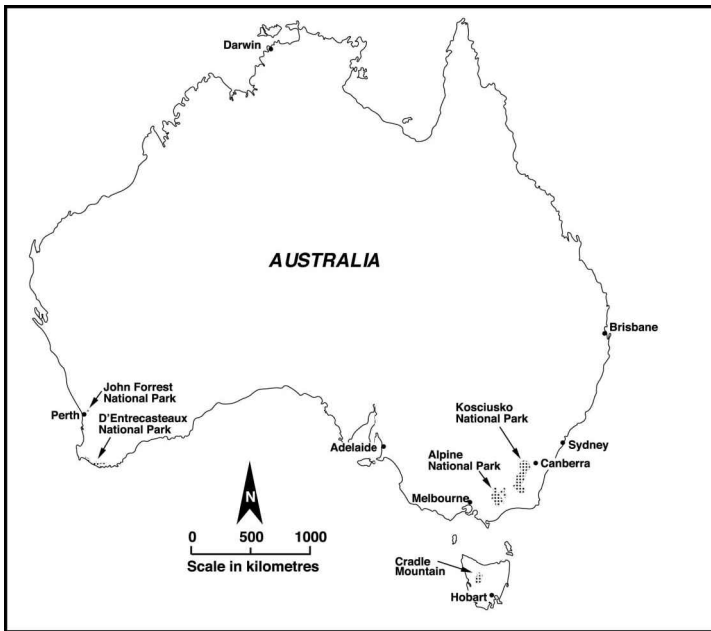 Darwin
AUSTRALIA
Brisbane
John Forrest
National Park
Perth
D'Entrecasteaux
National Park
Kosciusko
National Park
Sydney
Adelaide
Alpine
National Park
Canberra
Melbourne
N
0 500 1000
Scale in kilometres
Cradle
Mountain
Hobart